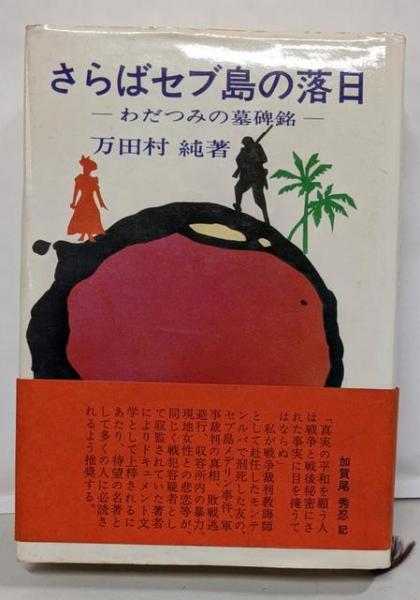 さらばセブ島の落日
―わだつみの墓碑銘―
万田村 純著
「真実の平和を願う人
は戦争と戦後秘密にさ
れた事実に目を掩うて
はならぬ」
私が戦争裁判教誨師
として赴任したモンテ
ンルパで刑死した友の、
セブ島メデリン事件、軍
事裁判の真相、敗戦逃
避行、収容所内の暴力、
現地女性との悲恋等が、
同じく戦犯容疑者とし
て収監されていた著者
によりドキュメント文
学として上梓されるに
あたり、待望の名著と
して多くの人に必読さ
れるよう推奨する。
加賀尾 秀忍 記